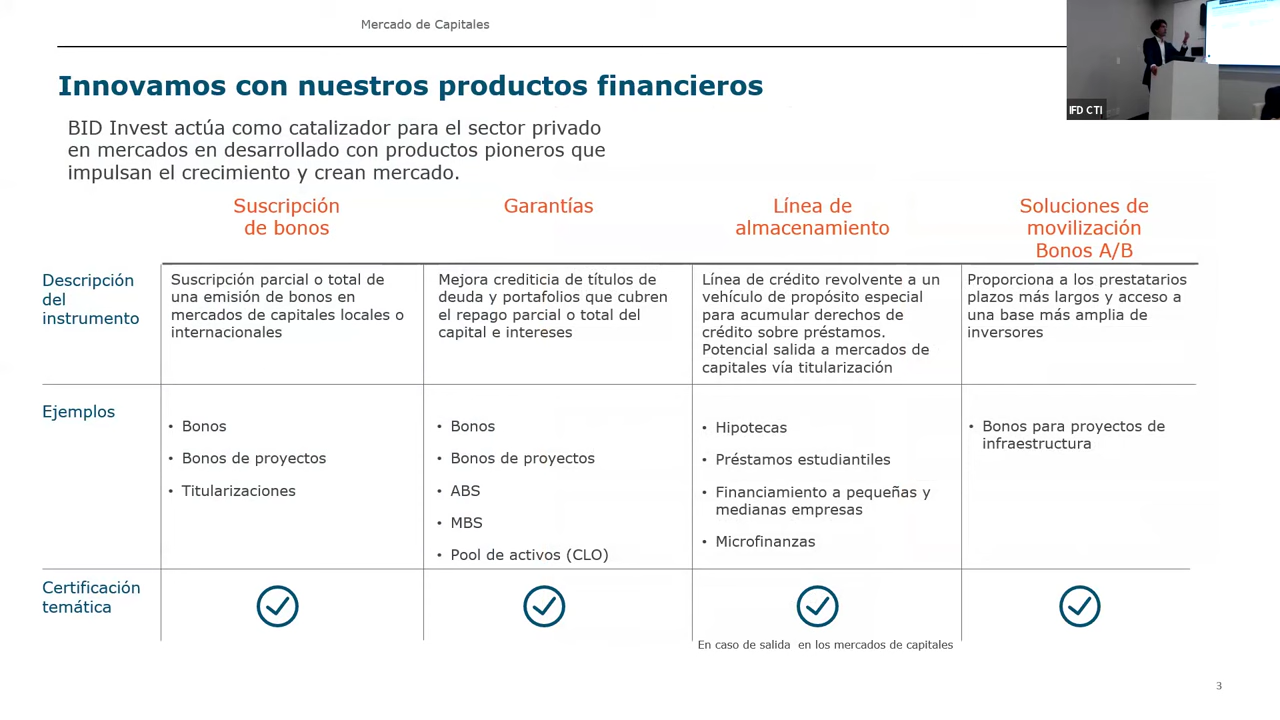 Mercado de Capitales
IFD CTI
Innovamos con nuestros productos financieros
BID Invest actúa como catalizador para el sector privado
en mercados en desarrollado con productos pioneros que
impulsan el crecimiento y crean mercado.
Suscripción
de bonos
Garantías
Línea de
almacenamiento
Soluciones de
movilización
Bonos A/B
Descripción
del
instrumento
Suscripción parcial o total de
una emisión de bonos en
mercados de capitales locales o
internacionales
Mejora crediticia de títulos de
deuda y portafolios que cubren
el repago parcial o total del
capital e intereses
Línea de crédito revolvente a un
vehículo de propósito especial
para acumular derechos de
crédito sobre préstamos.
Potencial salida a mercados de
capitales vía titularización
Proporciona a los prestatarios
plazos más largos y acceso a
una base más amplia de
inversores
Ejemplos
• Bonos
• Bonos de proyectos
• Titularizaciones
• Bonos
• Bonos de proyectos
• ABS
• MBS
• Pool de activos (CLO)
• Hipotecas
• Préstamos estudiantiles
• Financiamiento a pequeñas y
medianas empresas
• Microfinanzas
• Bonos para proyectos de
infraestructura
Certificación
temática
En caso de salida en los mercados de capitales
3